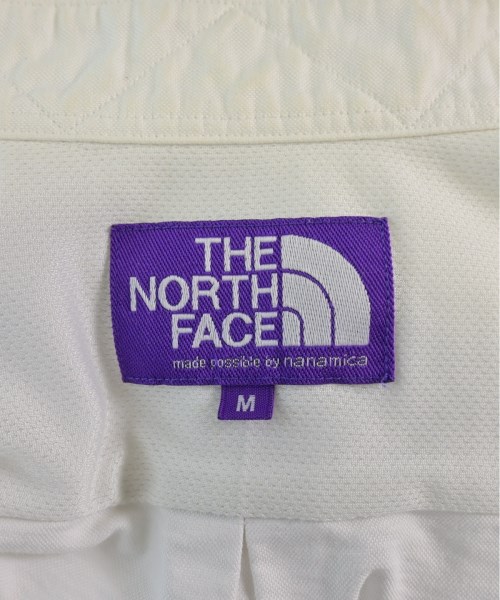 THE
NORTH
FACE
made possible by nanamica
M